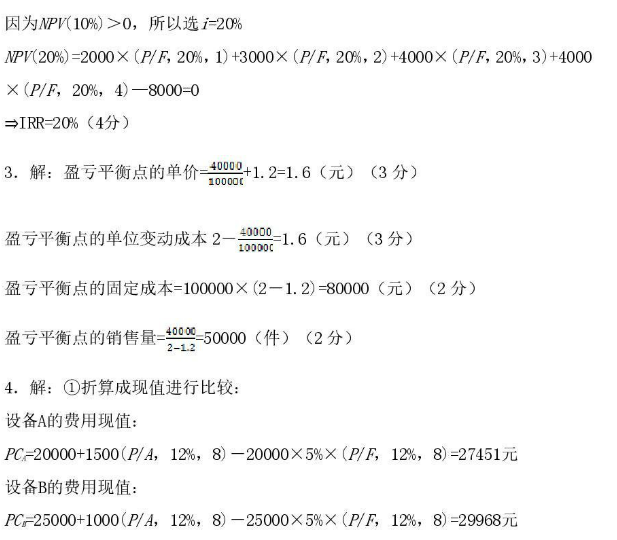 因为NPV(10%)＞0，所以选i=20%
NPV(20%)=2000×(P/F, 20%, 1)+3000×(P/F, 20%, 2)+4000×(P/F, 20%, 3)+4000
×(P/F, 20%, 4)—8000=0
⇒IRR=20%（4分）
3. 解：盈亏平衡点的单价=40000/100000+1.2=1.6（元）（3 分）
盈亏平衡点的单位变动成本 2－40000/100000=1.6（元）（3 分）
盈亏平衡点的固定成本=100000×(2－1.2)=80000（元）（2 分）
盈亏平衡点的销售量=40000/2-1.2=50000（件）（2 分）
4. 解：①折算成现值进行比较：
设备A的费用现值：
PCA=20000+1500(P/A, 12%, 8)－20000×5%×(P/F, 12%, 8)=27451元
设备B的费用现值：
PCB=25000+1000(P/A, 12%, 8)－25000×5%×(P/F, 12%, 8)=29968元